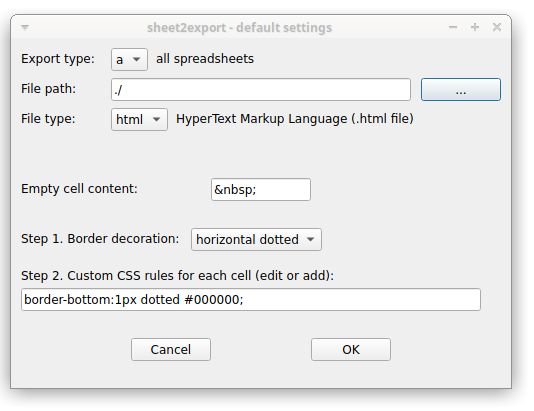 sheet2export - default settings
Export type: a all spreadsheets
File path: ./ ...
File type: html HyperText Markup Language (.html file)
Empty cell content: &nbsp;
Step 1. Border decoration: horizontal dotted
Step 2. Custom CSS rules for each cell (edit or add):
border-bottom:1px dotted #000000;
Cancel OK